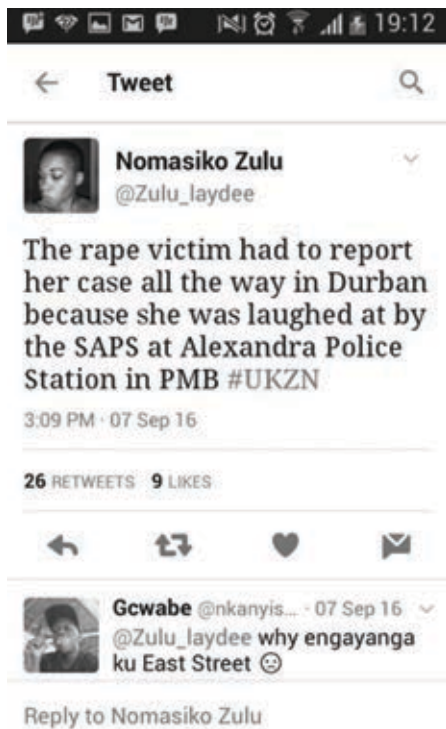 19:12
Tweet
Nomasiko Zulu
@Zulu_laydee
The rape victim had to report
her case all the way in Durban
because she was laughed at by
the SAPS at Alexandra Police
Station in PMB #UKZN
3:09 PM · 07 Sep 16
26 RETWEETS 9 LIKES
Gcwabe @nkanyis... · 07 Sep 16
@Zulu_laydee why engayanga
ku East Street ☹
Reply to Nomasiko Zulu